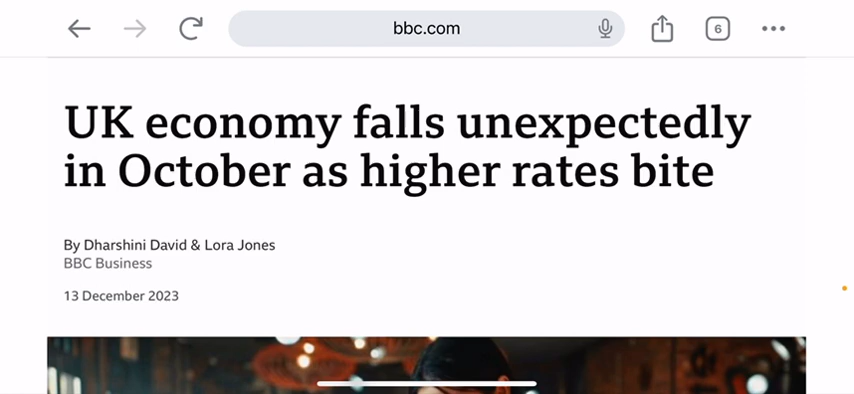 bbc.com
6
UK economy falls unexpectedly
in October as higher rates bite
By Dharshini David & Lora Jones
BBC Business
13 December 2023